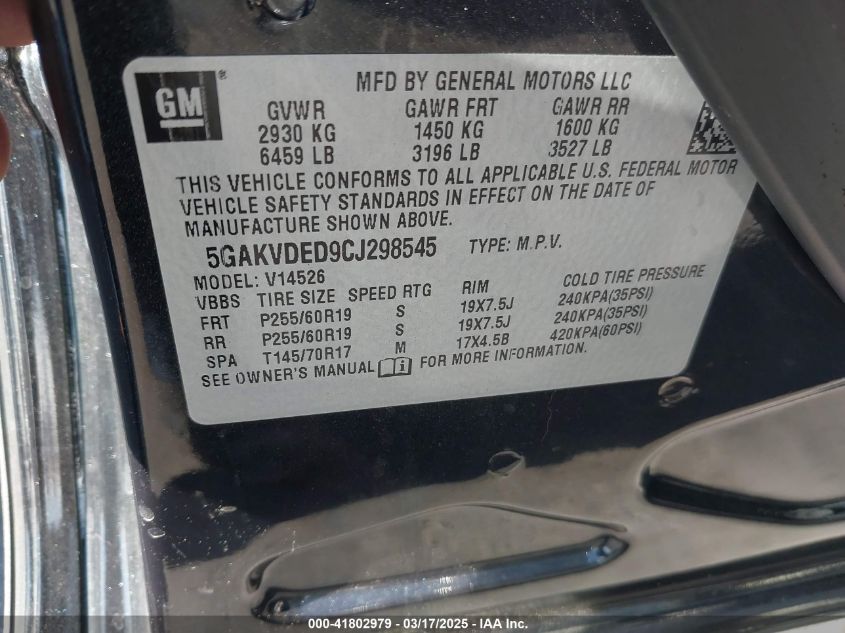 MFD BY GENERAL MOTORS LLC
GM®
GVWR GAWR FRT GAWR RR
2930 KG 1450 KG 1600 KG
6459 LB 3196 LB 3527 LB
THIS VEHICLE CONFORMS TO ALL APPLICABLE U.S. FEDERAL MOTOR
VEHICLE SAFETY STANDARDS IN EFFECT ON THE DATE OF
MANUFACTURE SHOWN ABOVE.
5GAKVDED9CJ298545 TYPE: M.P.V.
MODEL: V14526
VBBS TIRE SIZE SPEED RTG RIM COLD TIRE PRESSURE
FRT P255/60R19 S 19X7.5J 240KPA(35PSI)
RR P255/60R19 S 19X7.5J 240KPA(35PSI)
SPA T145/70R17 M 17X4.5B 420KPA(60PSI)
SEE OWNER'S MANUAL FOR MORE INFORMATION.
000-41802979 - 03/17/2025 - IAA Inc.